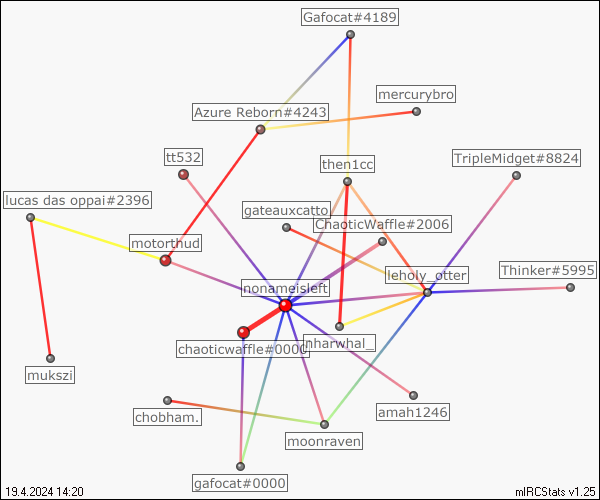 Gafocat#4189
mercurybro
Azure Reborn#4243
tt532
then1cc
TripleMidget#8824
lucas das oppai#2396
gateauxcatto
ChaoticWaffle#2006
motorthud
leholy_otter
Thinker#5995
nonameisleft
nharwhal_
chaoticwaffle#0000
mukszi
amah1246
chobham.
moonraven
gafocat#0000
19.4.2024 14:20
mIRCStats v1.25